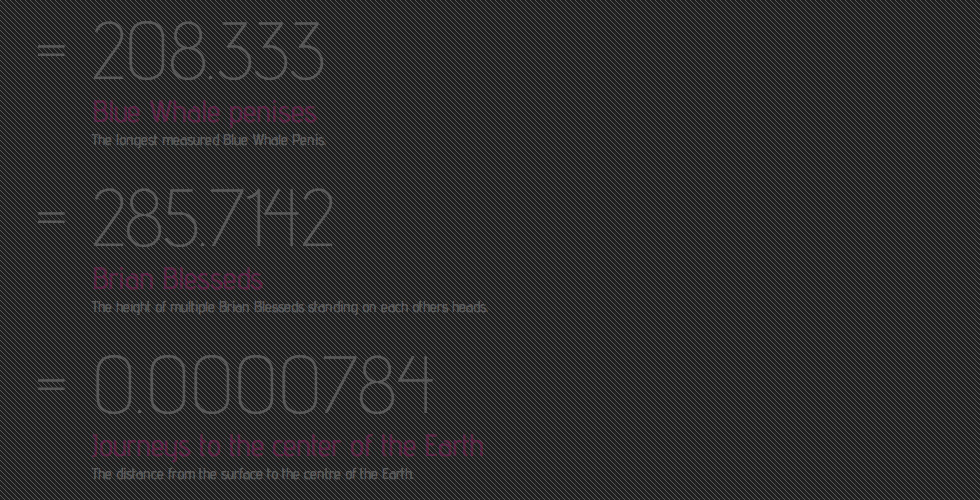 = 208.333
Blue Whale penises
The longest measured Blue Whale Penis.
= 285.7142
Brian Blesseds
The height of multiple Brian Blesseds standing on each others heads.
= 0.0000784
Journeys to the center of the Earth
The distance from the surface to the centre of the Earth